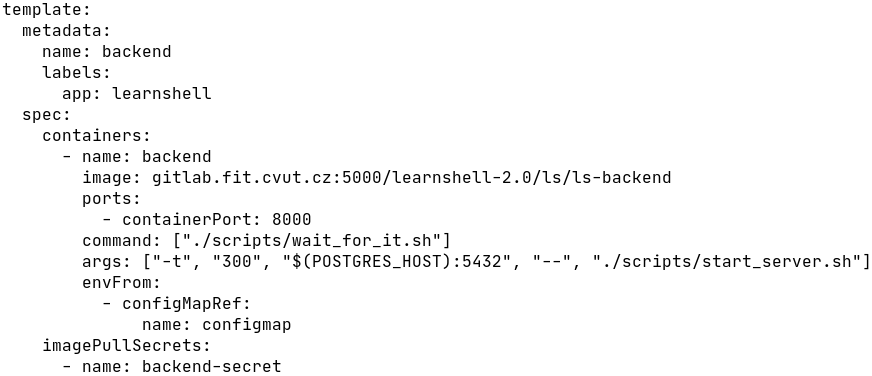 template:
  metadata:
    name: backend
    labels:
      app: learnshell
  spec:
    containers:
      - name: backend
        image: gitlab.fit.cvut.cz:5000/learnshell-2.0/ls/ls-backend
        ports:
          - containerPort: 8000
        command: ["./scripts/wait_for_it.sh"]
        args: ["-t", "300", "$(POSTGRES_HOST):5432", "--", "./scripts/start_server.sh"]
        envFrom:
          - configMapRef:
              name: configmap
    imagePullSecrets:
      - name: backend-secret